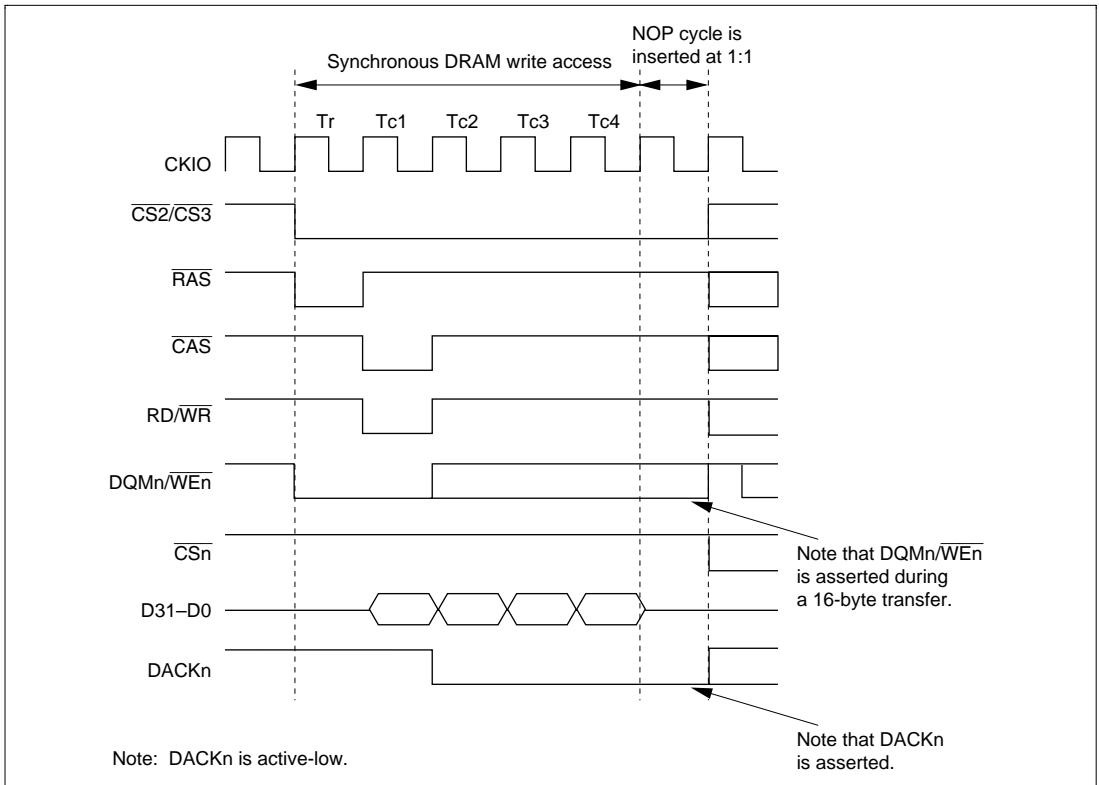 NOP cycle is
inserted at 1:1
Synchronous DRAM write access
Tr Tc1 Tc2 Tc3 Tc4
CKIO
CS2/CS3
RAS
CAS
RD/WR
DQMn/WEn
CSn
Note that DQMn/WEn
is asserted during
a 16-byte transfer.
D31–D0
DACKn
Note that DACKn
is asserted.
Note: DACKn is active-low.